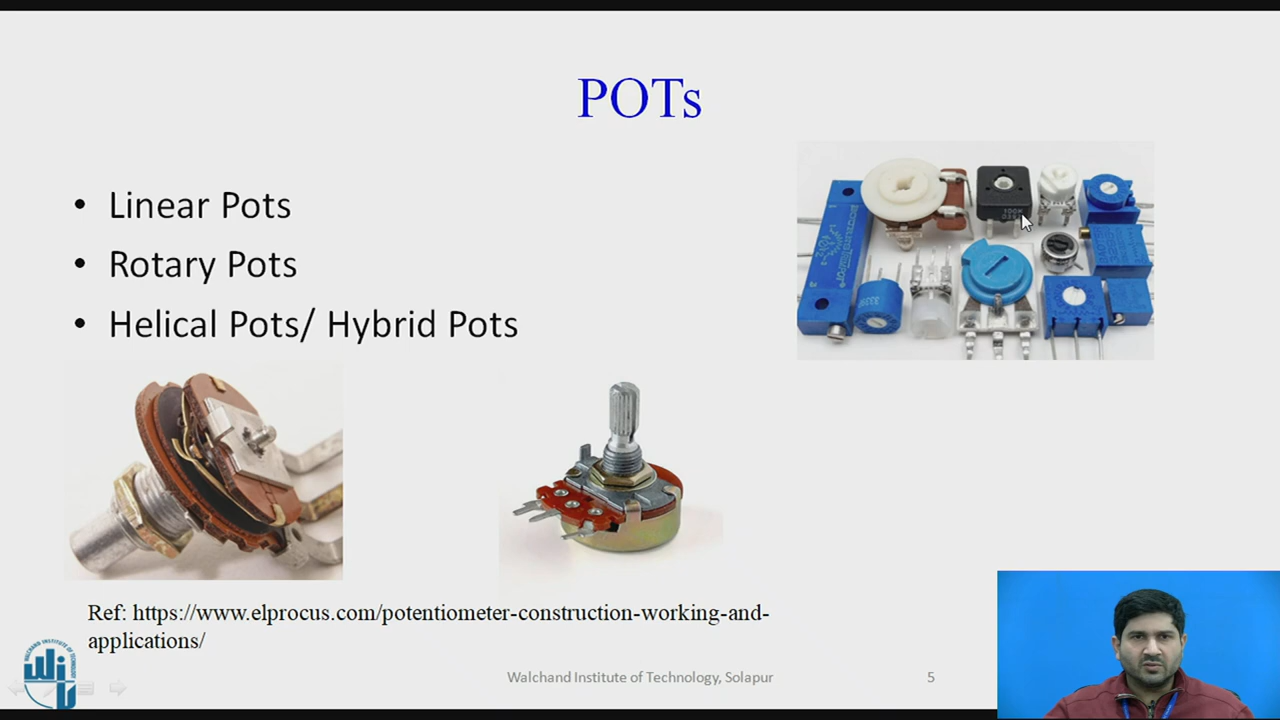 POTs
• Linear Pots
• Rotary Pots
• Helical Pots/ Hybrid Pots
Ref: https://www.elprocus.com/potentiometer-construction-working-and-
applications/
Walchand Institute of Technology, Solapur
5